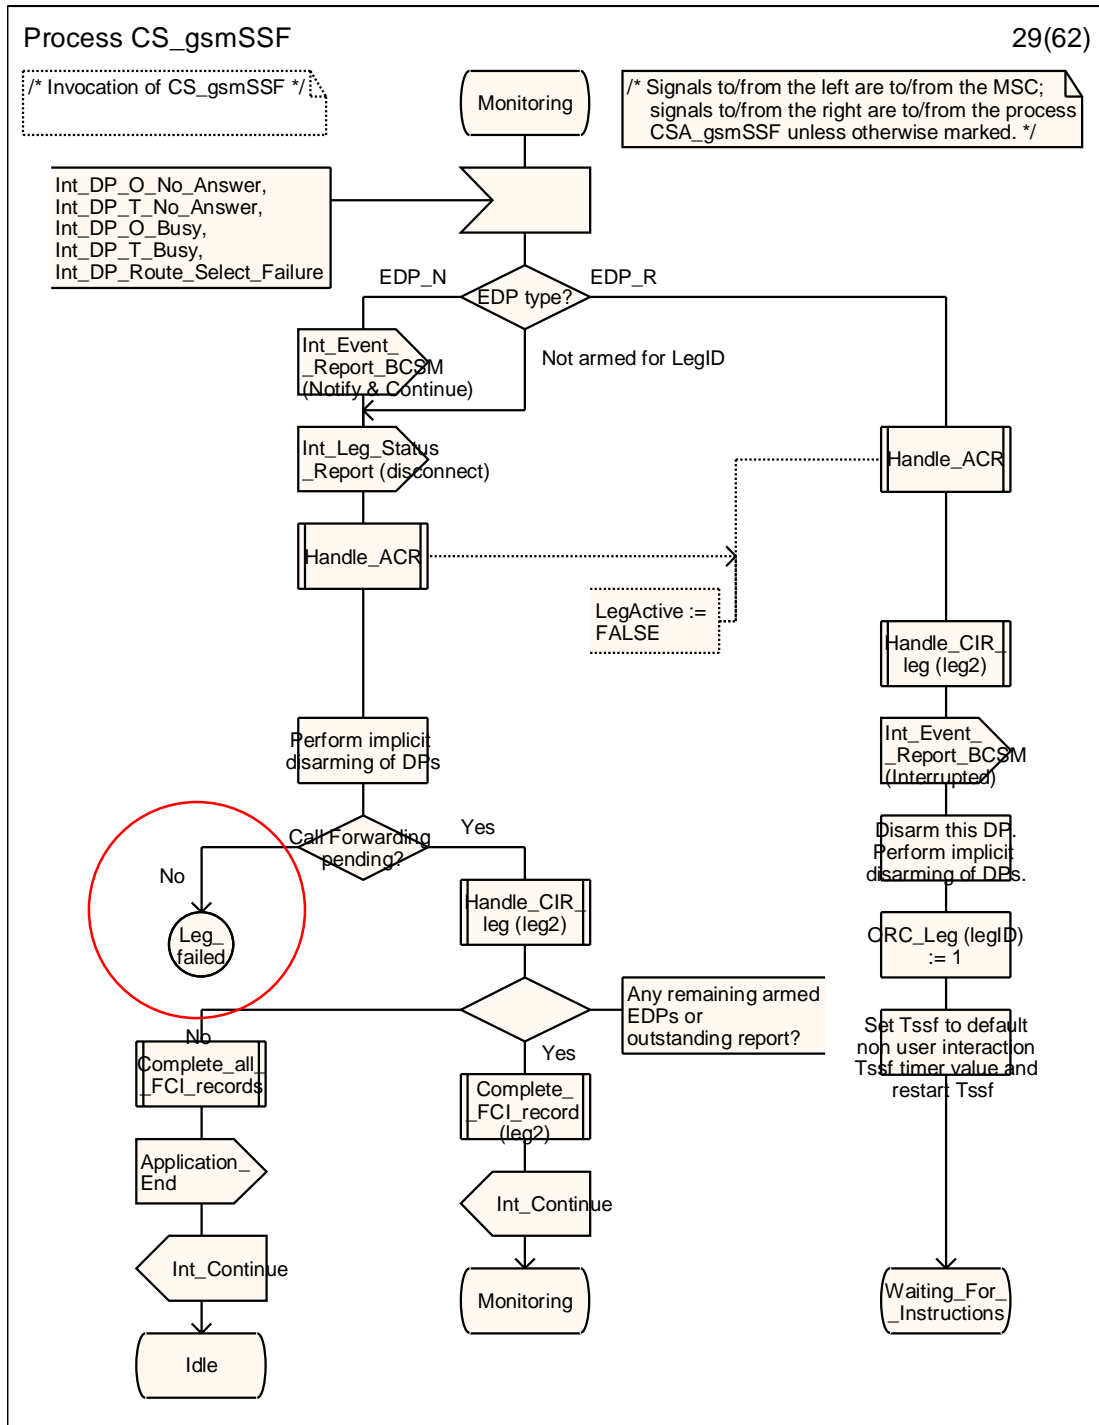 Process CS_gsmSSF
29(62)
/* Invocation of CS_gsmSSF */
Monitoring
/* Signals to/from the left are to/from the MSC;
signals to/from the right are to/from the process
CSA_gsmSSF unless otherwise marked. */
Int_DP_O_No_Answer,
Int_DP_T_No_Answer,
Int_DP_O_Busy,
Int_DP_T_Busy,
Int_DP_Route_Select_Failure
EDP_N
EDP type?
EDP_R
Int_Event_
_Report_BCSM
(Notify & Continue)
Not armed for LegID
Int_Leg_Status
_Report (disconnect)
Handle_ACR
Handle_ACR
LegActive :=
FALSE
Handle_CIR_
leg (leg2)
Perform implicit
disarming of DPs
Int_Event_
_Report_BCSM
(Interrupted)
Call Forwarding
pending?
Yes
No
Disarm this DP.
Perform implicit
disarming of DPs.
Handle_CIR_
leg (leg2)
Leg_
failed
ORC_Leg (legID)
:= 1
Any remaining armed
EDPs or
outstanding report?
No
Yes
Set Tssf to default
non user interaction
Tssf timer value and
restart Tssf
Complete_all_
_FCI_records
Complete_
_FCI_record
(leg2)
Application_
End
Int_Continue
Int_Continue
Monitoring
Waiting_For_
_Instructions
Idle